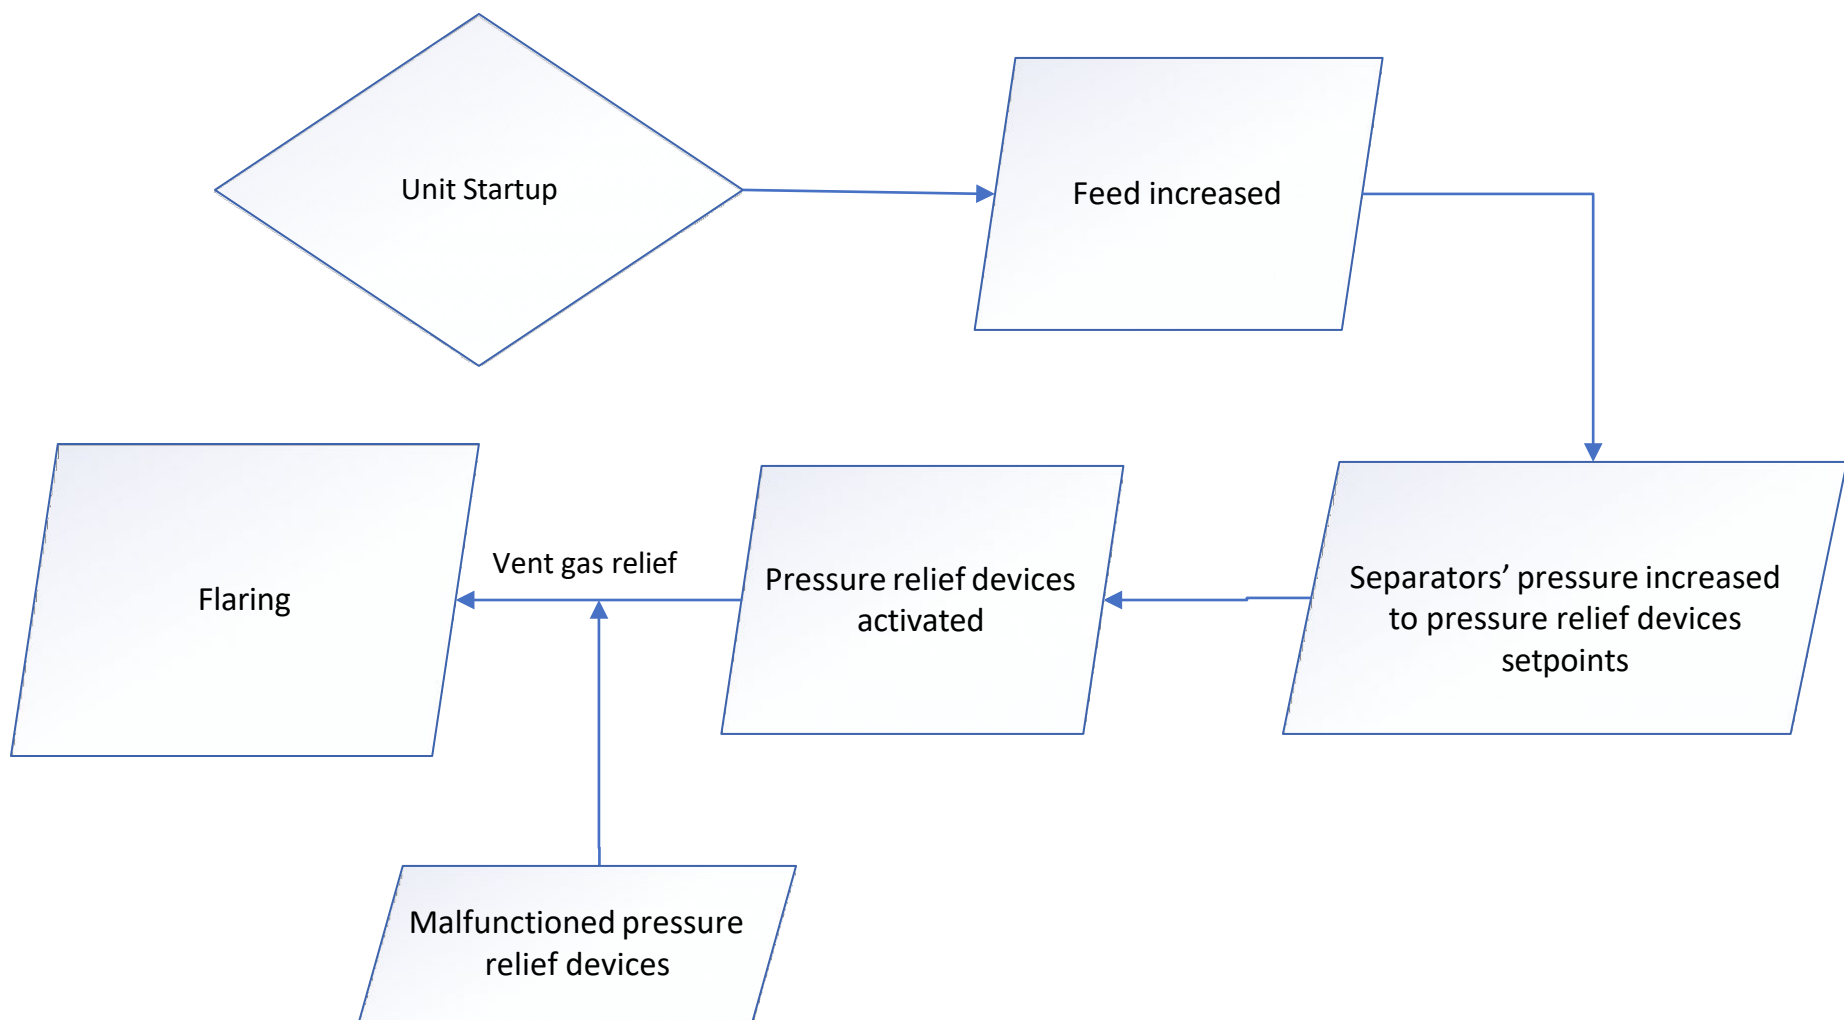 Unit Startup
Feed increased
Separators’ pressure increased
to pressure relief devices
setpoints
Pressure relief devices
activated
Vent gas relief
Flaring
Malfunctioned pressure
relief devices